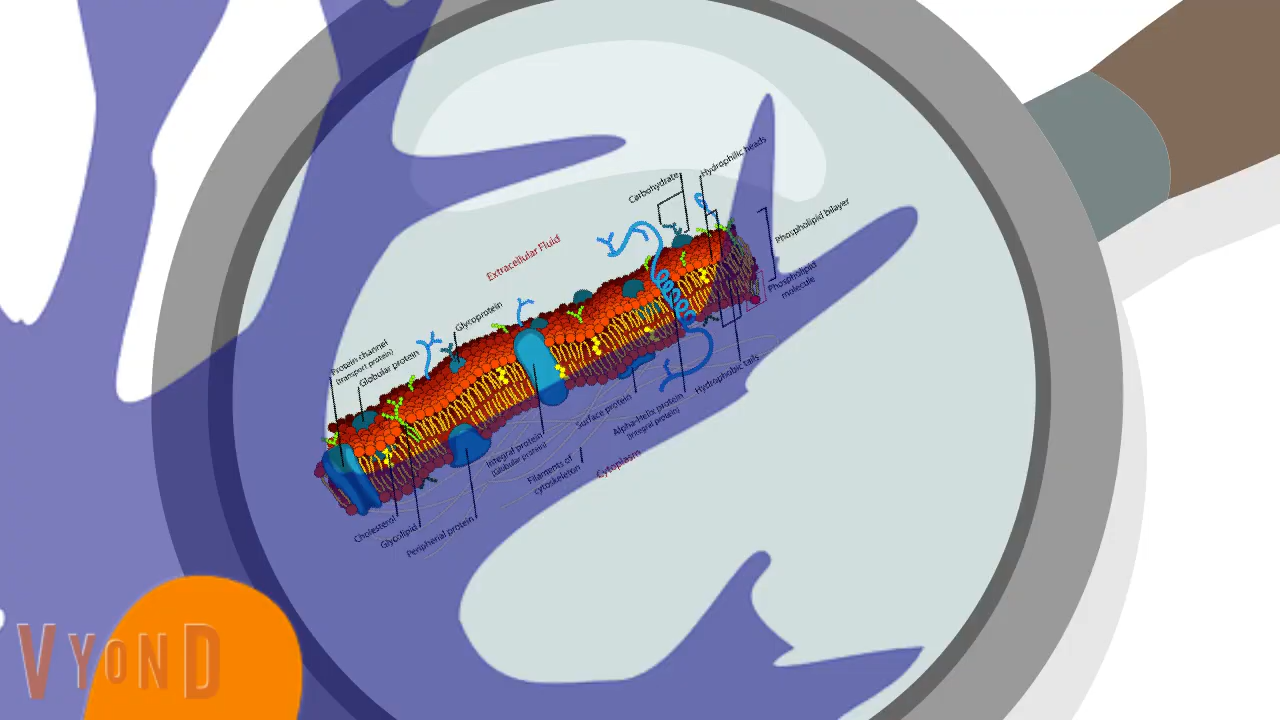 Hydrophilic heads
Carbohydrate
Phospholipid bilayer
Extracellular Fluid
Phospholipid
molecule
Glycoprotein
Protein channel
(transport protein)
Globular protein
Hydrophobic tails
Surface protein
Alpha-Helix protein
(Integral protein)
Integral protein
(Globular protein)
Filaments of
cytoskeleton
Cytoplasm
Cholesterol
Glycolipid
Peripherial protein
VYOND